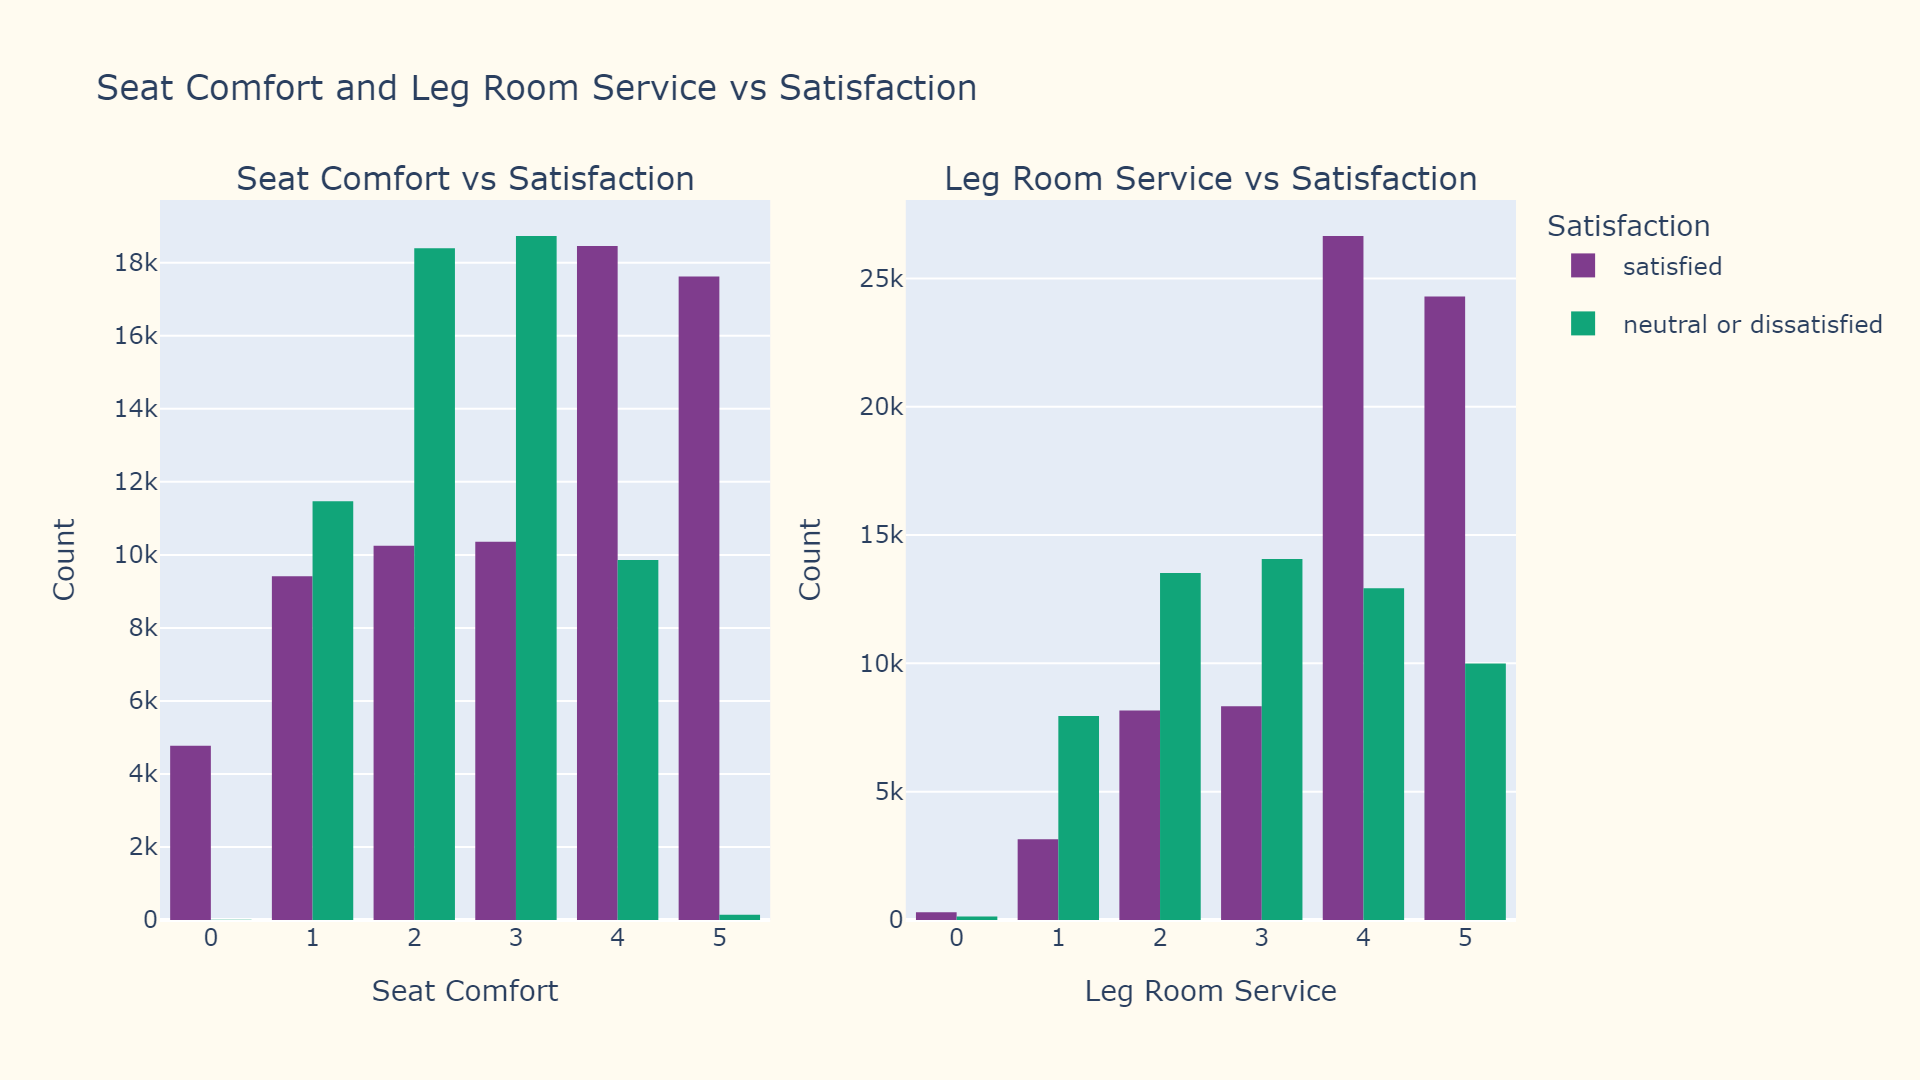 Seat Comfort and Leg Room Service vs Satisfaction
Seat Comfort vs Satisfaction
18k
16k
14k
12k
10k
8k
6k
4k
2k
0
Count
0 1 2 3 4 5
Seat Comfort
Leg Room Service vs Satisfaction
25k
20k
15k
10k
5k
0
Count
0 1 2 3 4 5
Leg Room Service
Satisfaction
satisfied
neutral or dissatisfied